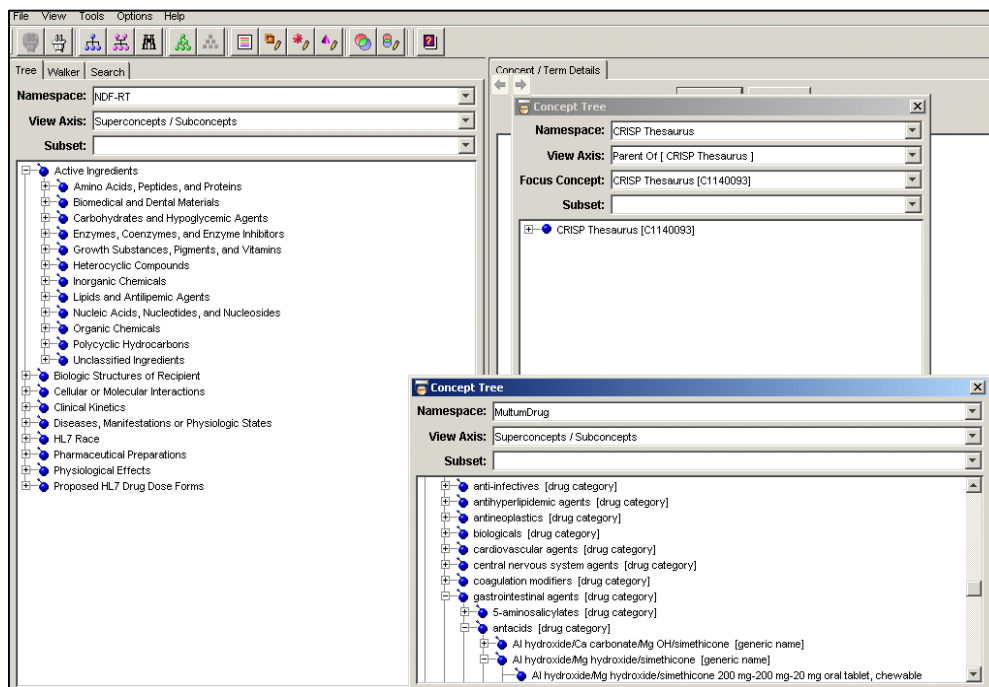 File View Tools Options Help
Tree Walker Search
Namespace: NDF-RT
View Axis: Superconcepts / Subconcepts
Subset:
Active Ingredients
Amino Acids, Peptides, and Proteins
Biomedical and Dental Materials
Carbohydrates and Hypoglycemic Agents
Enzymes, Coenzymes, and Enzyme Inhibitors
Growth Substances, Pigments, and Vitamins
Heterocyclic Compounds
Inorganic Chemicals
Lipids and Antilipemic Agents
Nucleic Acids, Nucleotides, and Nucleosides
Organic Chemicals
Polycyclic Hydrocarbons
Unclassified Ingredients
Biologic Structures of Recipient
Cellular or Molecular Interactions
Clinical Kinetics
Diseases, Manifestations or Physiologic States
HL7 Race
Pharmaceutical Preparations
Physiological Effects
Proposed HL7 Drug Dose Forms
Concept / Term Details
Concept Tree
Namespace: CRISP Thesaurus
View Axis: Parent Of [ CRISP Thesaurus ]
Focus Concept: CRISP Thesaurus [C1140093]
Subset:
CRISP Thesaurus [C1140093]
Concept Tree
Namespace: MultumDrug
View Axis: Superconcepts / Subconcepts
Subset:
anti-infectives [drug category]
antihyperlipidemic agents [drug category]
antineoplastics [drug category]
biologicals [drug category]
cardiovascular agents [drug category]
central nervous system agents [drug category]
coagulation modifiers [drug category]
gastrointestinal agents [drug category]
5-aminosalicylates [drug category]
antacids [drug category]
Al hydroxide/Ca carbonate/Mg OH/simethicone [generic name]
Al hydroxide/Mg hydroxide/simethicone [generic name]
Al hydroxide/Mg hydroxide/simethicone 200 mg-200 mg-20 mg oral tablet, chewable